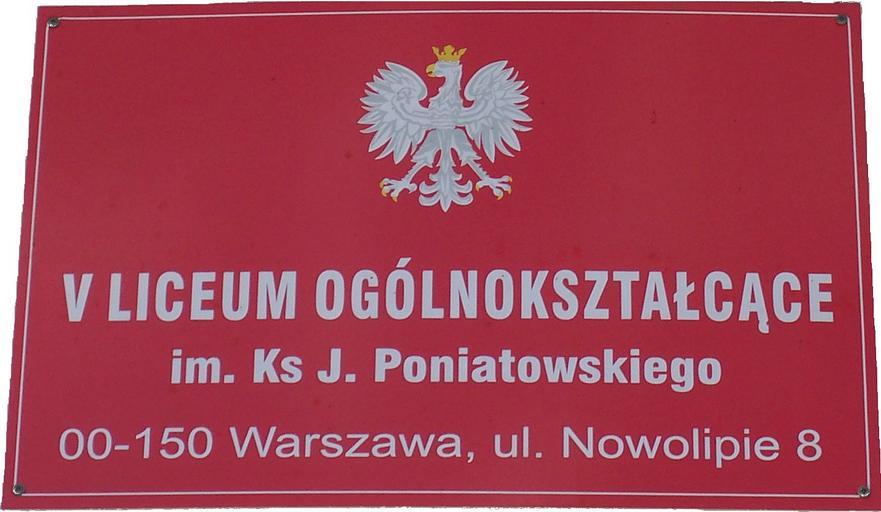 V LICEUM OGÓLNOKSZTAŁCĄCE
im. Ks J. Poniatowskiego
00-150 Warszawa, ul. Nowolipie 8